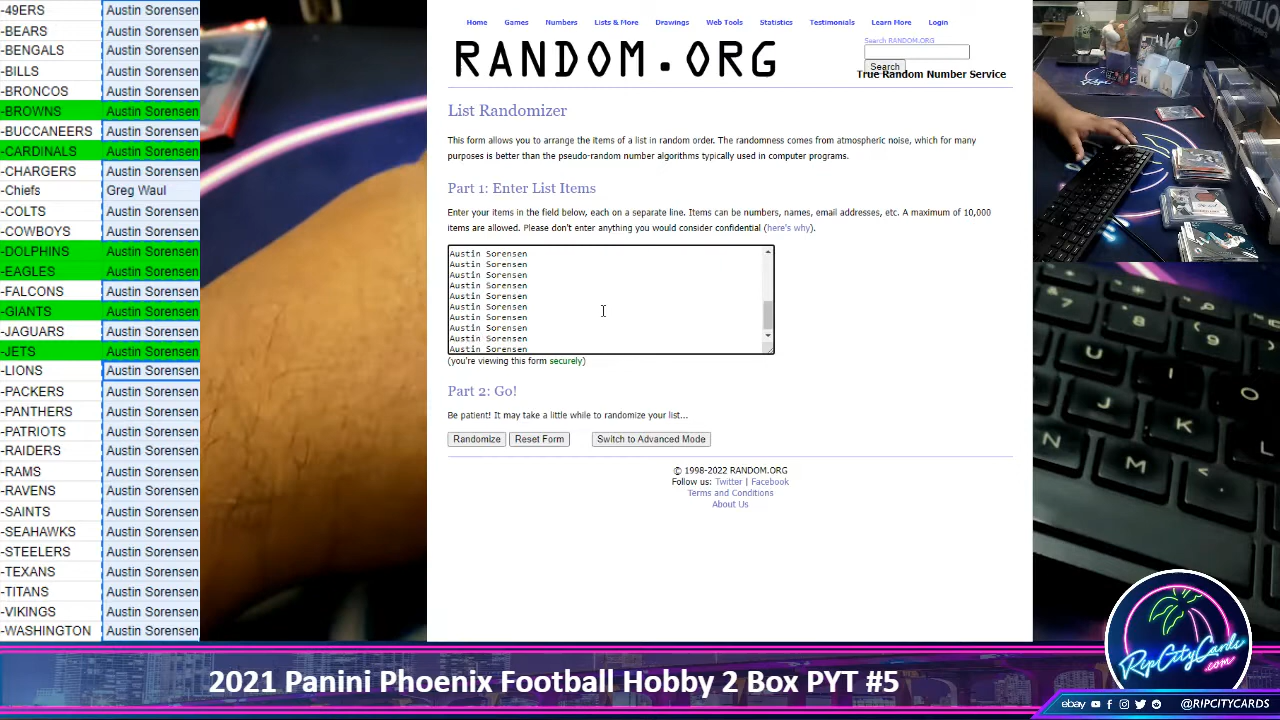 -49ERS Austin Sorensen
-BEARS Austin Sorensen
-BENGALS Austin Sorensen
-BILLS Austin Sorensen
-BRONCOS Austin Sorensen
-BROWNS Austin Sorensen
-BUCCANEERS Austin Sorensen
-CARDINALS Austin Sorensen
-CHARGERS Austin Sorensen
-Chiefs Greg Waul
-COLTS Austin Sorensen
-COWBOYS Austin Sorensen
-DOLPHINS Austin Sorensen
-EAGLES Austin Sorensen
-FALCONS Austin Sorensen
-GIANTS Austin Sorensen
-JAGUARS Austin Sorensen
-JETS Austin Sorensen
-LIONS Austin Sorensen
-PACKERS Austin Sorensen
-PANTHERS Austin Sorensen
-PATRIOTS Austin Sorensen
-RAIDERS Austin Sorensen
-RAMS Austin Sorensen
-RAVENS Austin Sorensen
-SAINTS Austin Sorensen
-SEAHAWKS Austin Sorensen
-STEELERS Austin Sorensen
-TEXANS Austin Sorensen
-TITANS Austin Sorensen
-VIKINGS Austin Sorensen
-WASHINGTON Austin Sorensen
Home Games Numbers Lists & More Drawings Web Tools Statistics Testimonials Learn More Login
RANDOM.ORG
Search RANDOM.ORG
Search
True Random Number Service
List Randomizer
This form allows you to arrange the items of a list in random order. The randomness comes from atmospheric noise, which for many
purposes is better than the pseudo-random number algorithms typically used in computer programs.
Part 1: Enter List Items
Enter your items in the field below, each on a separate line. Items can be numbers, names, email addresses, etc. A maximum of 10,000
items are allowed. Please don't enter anything you would consider confidential (here's why).
Austin Sorensen
Austin Sorensen
Austin Sorensen
Austin Sorensen
Austin Sorensen
Austin Sorensen
Austin Sorensen
Austin Sorensen
Austin Sorensen
Austin Sorensen
(you're viewing this form securely)
Part 2: Go!
Be patient! It may take a little while to randomize your list...
Randomize Reset Form Switch to Advanced Mode
© 1998-2022 RANDOM.ORG
Follow us: Twitter | Facebook
Terms and Conditions
About Us
2021 Panini Phoenix Football Hobby 2 Box PYT #5
RipCityCards
.com
ebay @RIPCITYCARDS